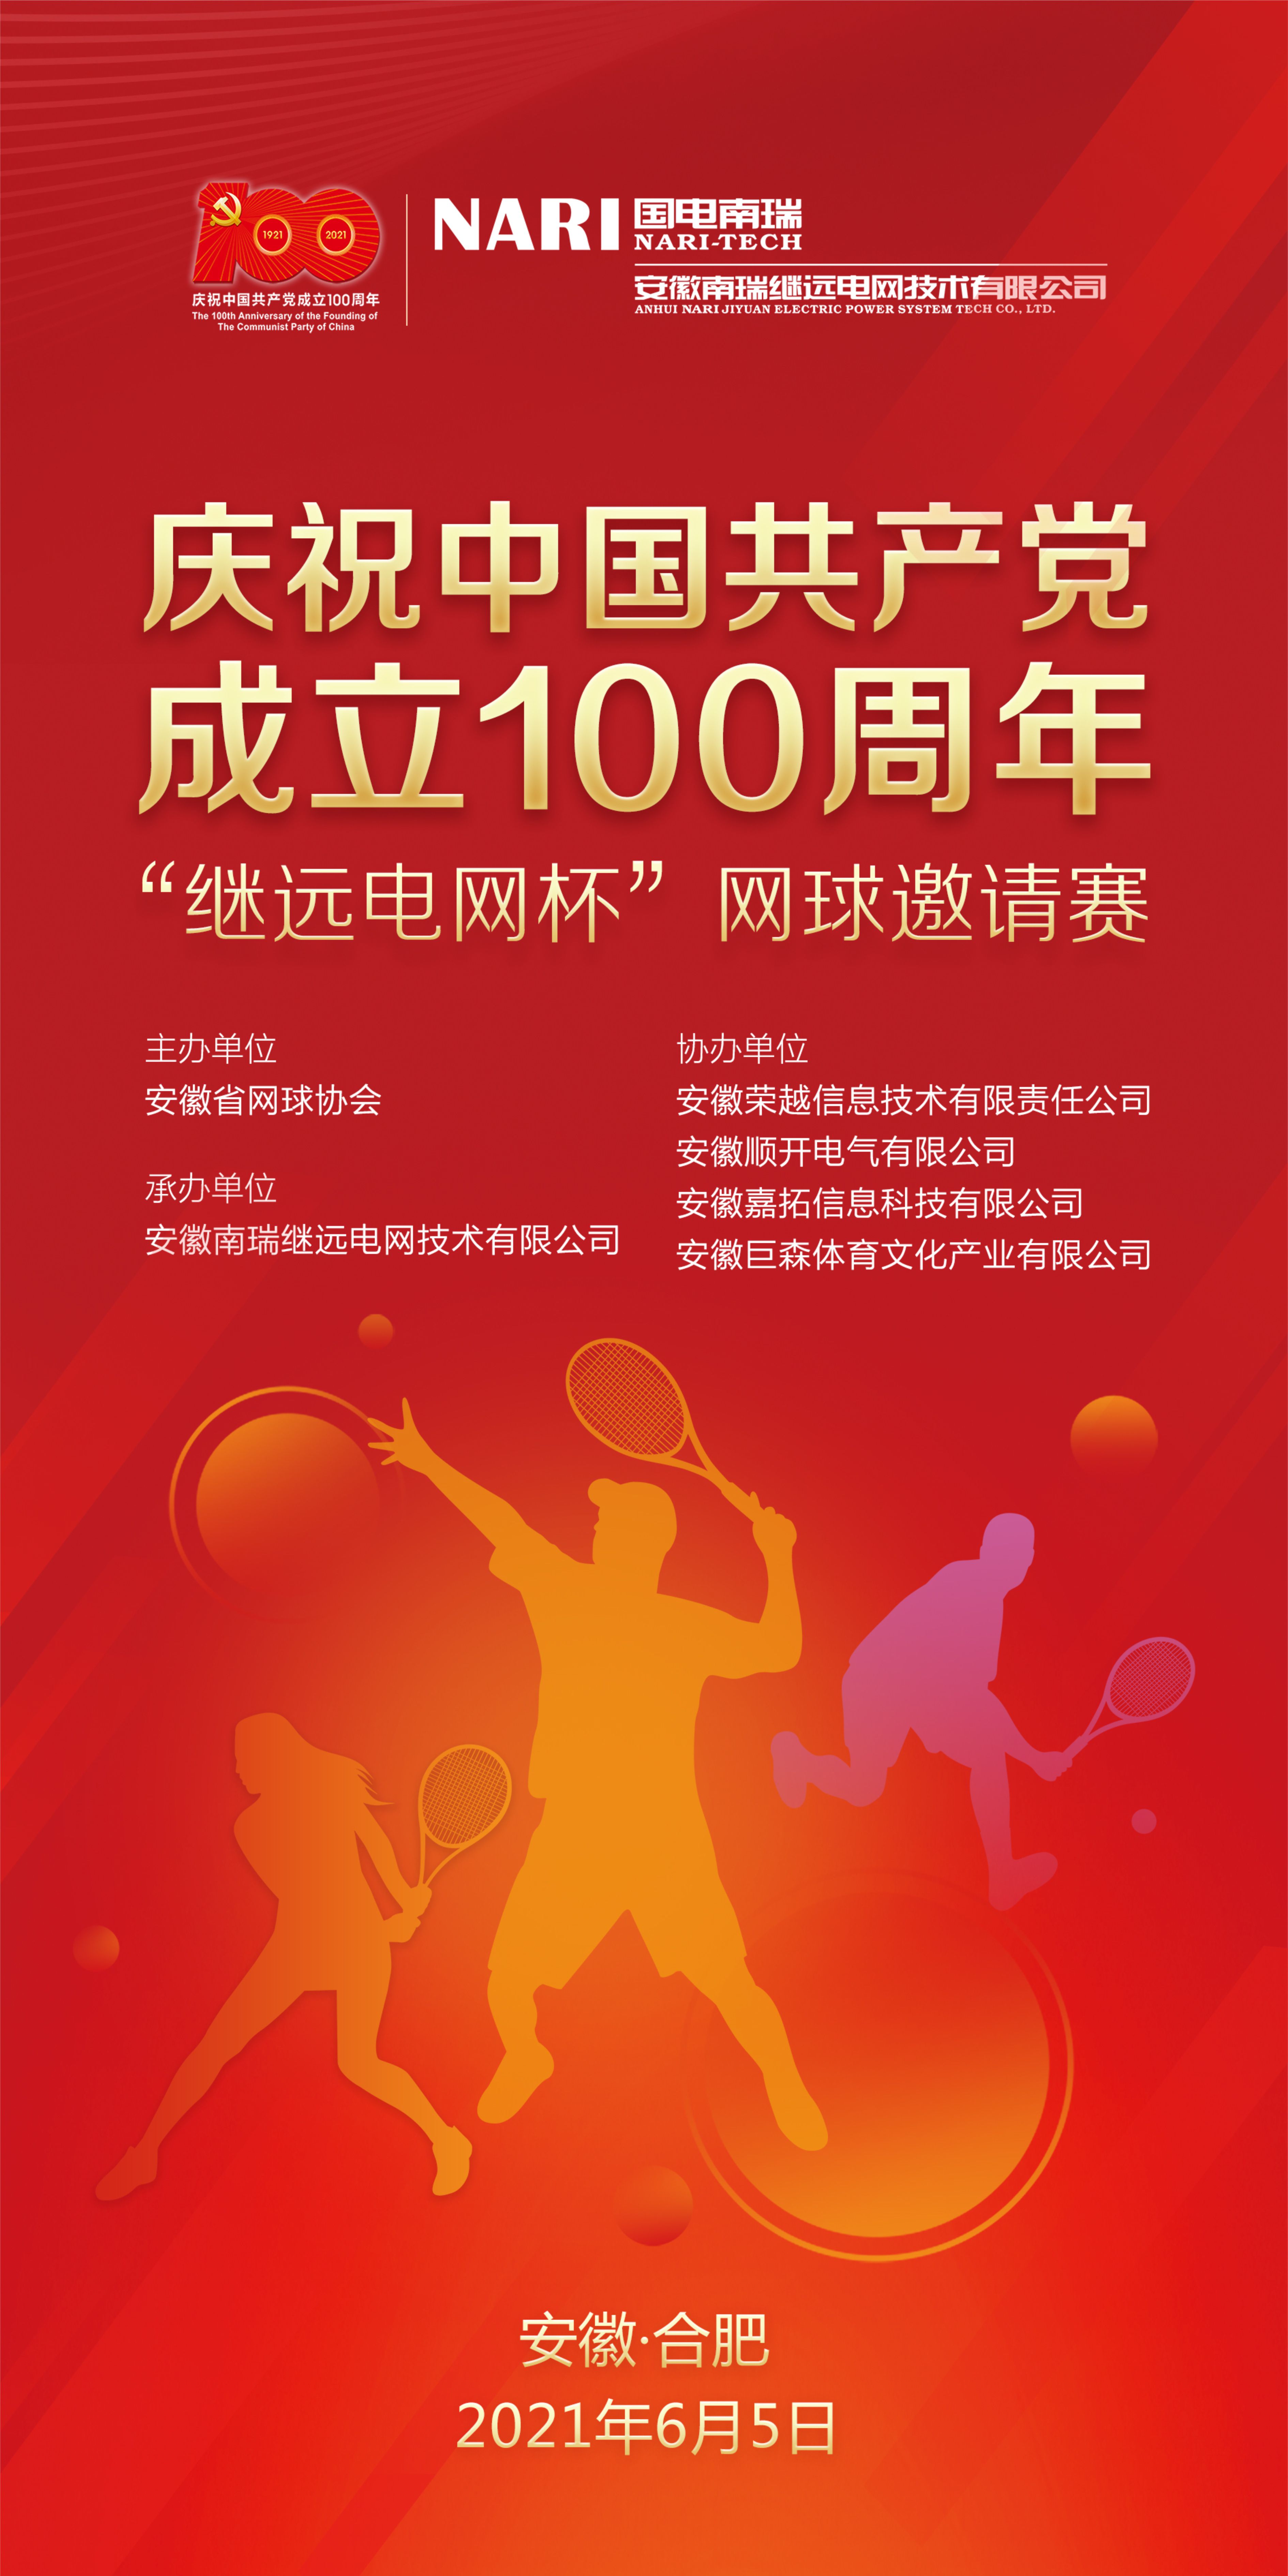 1921
2021
庆祝中国共产党成立100周年
The 100th Anniversary of the Founding of
The Communist Party of China
NARI 国电南瑞
NARI-TECH
安徽南瑞继远电网技术有限公司
ANHUI NARI JIYUAN ELECTRIC POWER SYSTEM TECH CO., LTD.
庆祝中国共产党
成立100周年
“继远电网杯” 网球邀请赛
主办单位
安徽省网球协会
承办单位
安徽南瑞继远电网技术有限公司
协办单位
安徽荣越信息技术有限责任公司
安徽顺开电气有限公司
安徽嘉拓信息科技有限公司
安徽巨森体育文化产业有限公司
安徽·合肥
2021年6月5日